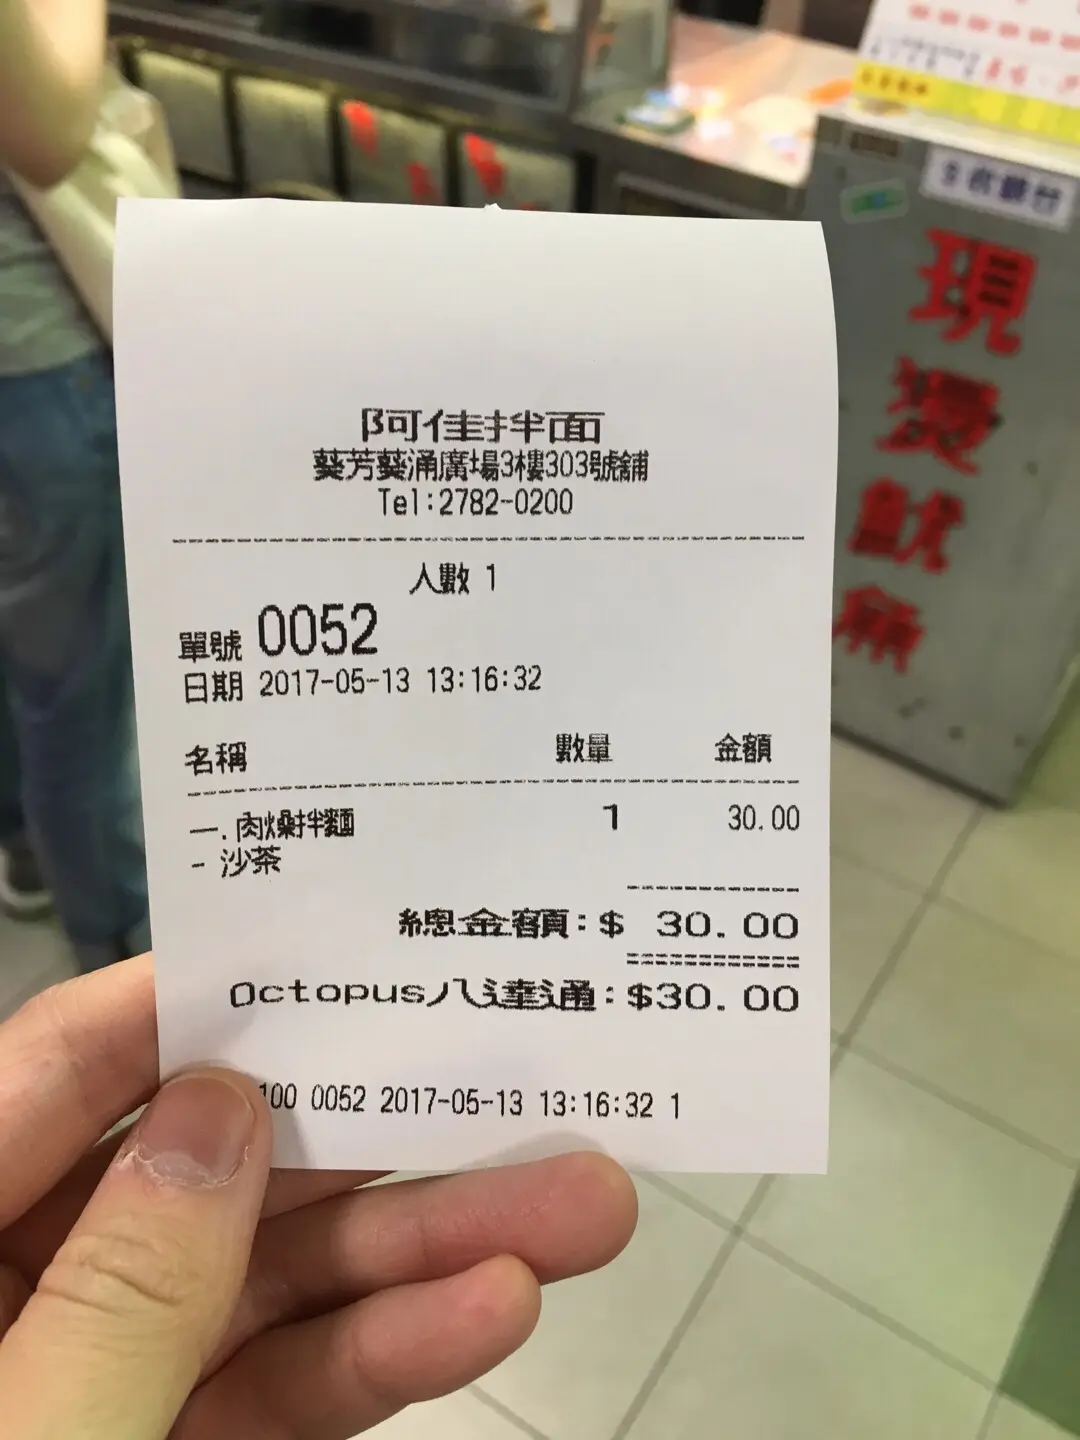 阿佳拌面
葵芳葵涌廣場3樓303號舖
Tel:2782-0200
人數 1
單號 0052
日期 2017-05-13 13:16:32
名稱 數量 金額
一.肉燥拌麵 1 30.00
- 沙茶
總金額:$ 30.00
Octopus八達通:$30.00
100 0052 2017-05-13 13:16:32 1
現燙魷魚